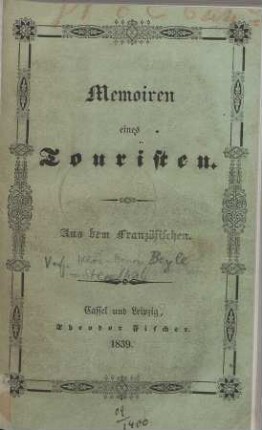 Memoiren
eines
Touristen.
Aus dem Französischen.
Beyle
Cassel und Leipzig,
Theodor Fischer.
1839.